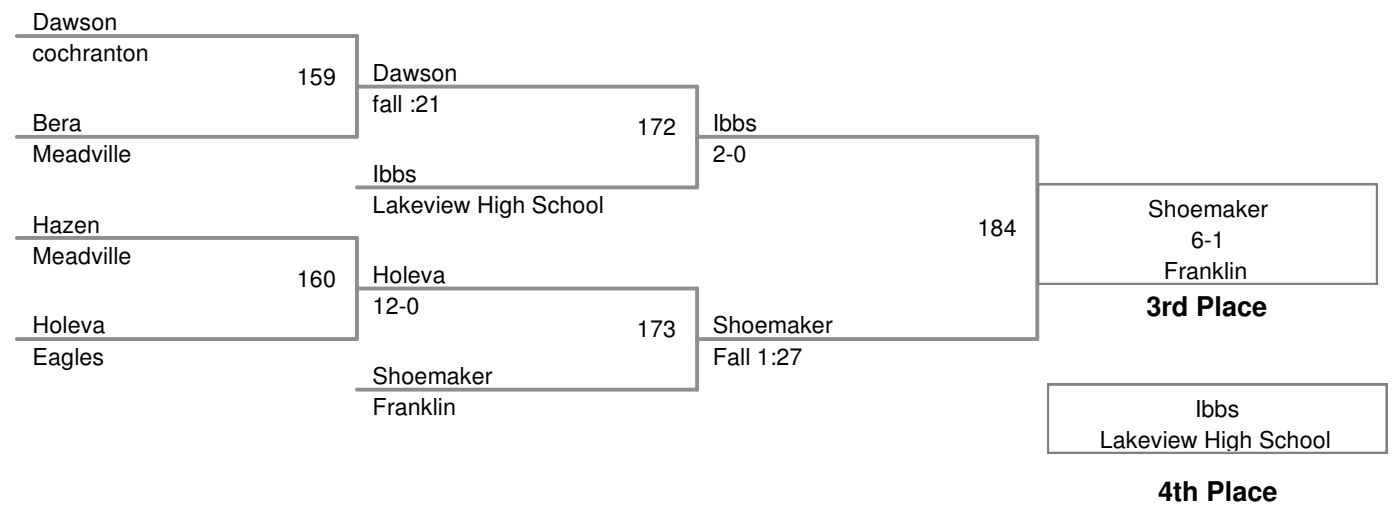 Dawson
cochranton
159
Bera
Meadville
Hazen
Meadville
160
Holeva
Eagles
Dawson
fall :21
172
Ibbs
Lakeview High School
Holeva
12-0
173
Shoemaker
Franklin
Ibbs
2-0
184
Shoemaker
Fall 1:27
Shoemaker
6-1
Franklin
3rd Place
Ibbs
Lakeview High School
4th Place